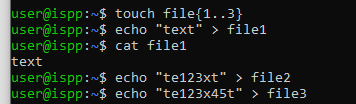 user@ispp:~$ touch file{1..3}
user@ispp:~$ echo "text" > file1
user@ispp:~$ cat file1
text
user@ispp:~$ echo "te123xt" > file2
user@ispp:~$ echo "te123x45t" > file3